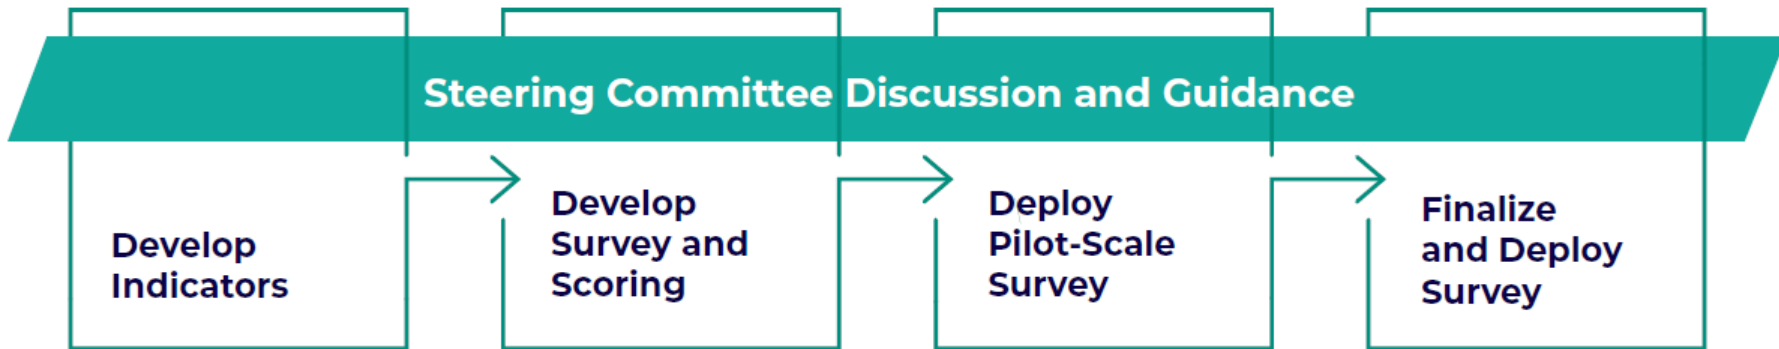 Steering Committee Discussion and Guidance
Develop
Indicators
Develop
Survey and
Scoring
Deploy
Pilot-Scale
Survey
Finalize
and Deploy
Survey